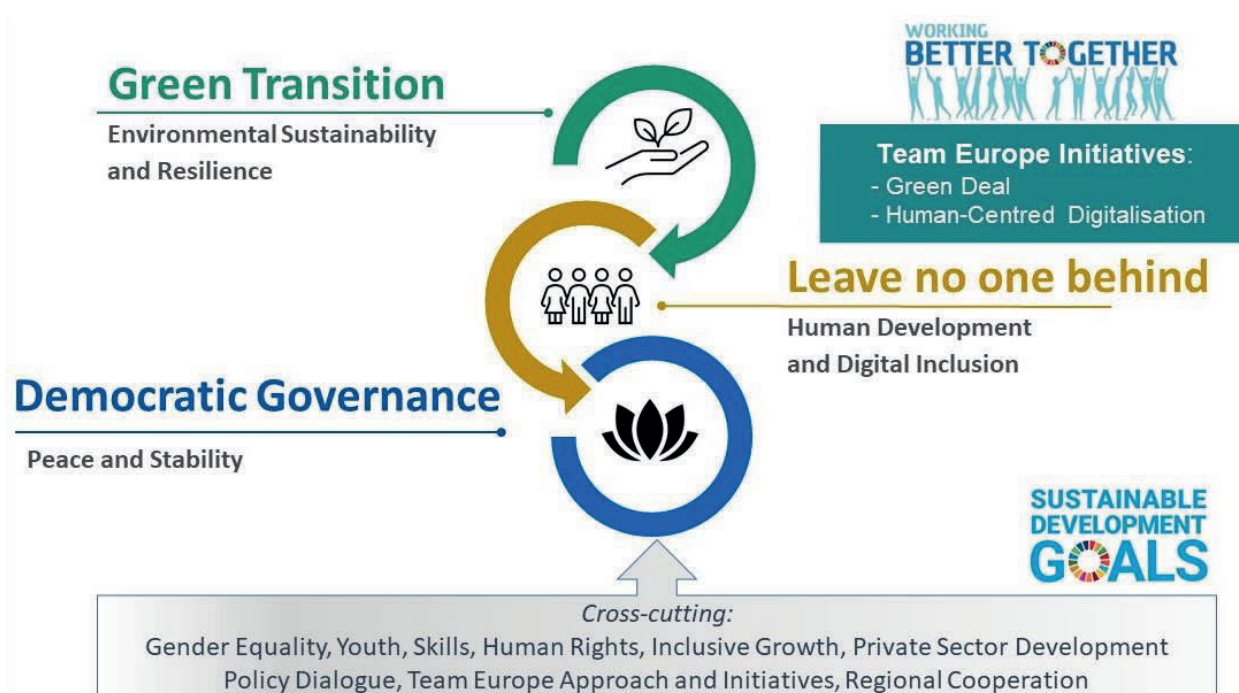 WORKING
BETTER TOGETHER
Green Transition
Environmental Sustainability
and Resilience
Team Europe Initiatives:
- Green Deal
- Human-Centred Digitalisation
Leave no one behind
Human Development
and Digital Inclusion
Democratic Governance
Peace and Stability
SUSTAINABLE
DEVELOPMENT
GOALS
Cross-cutting:
Gender Equality, Youth, Skills, Human Rights, Inclusive Growth, Private Sector Development
Policy Dialogue, Team Europe Approach and Initiatives, Regional Cooperation